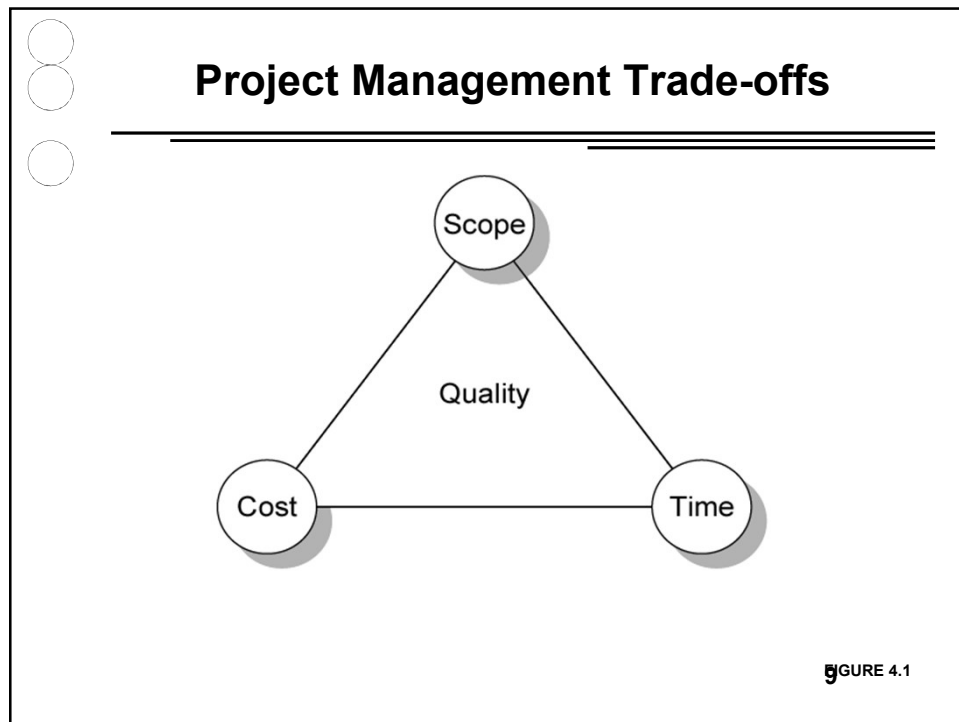 Project Management Trade-offs
Scope
Quality
Cost
Time
FIGURE 4.1
9